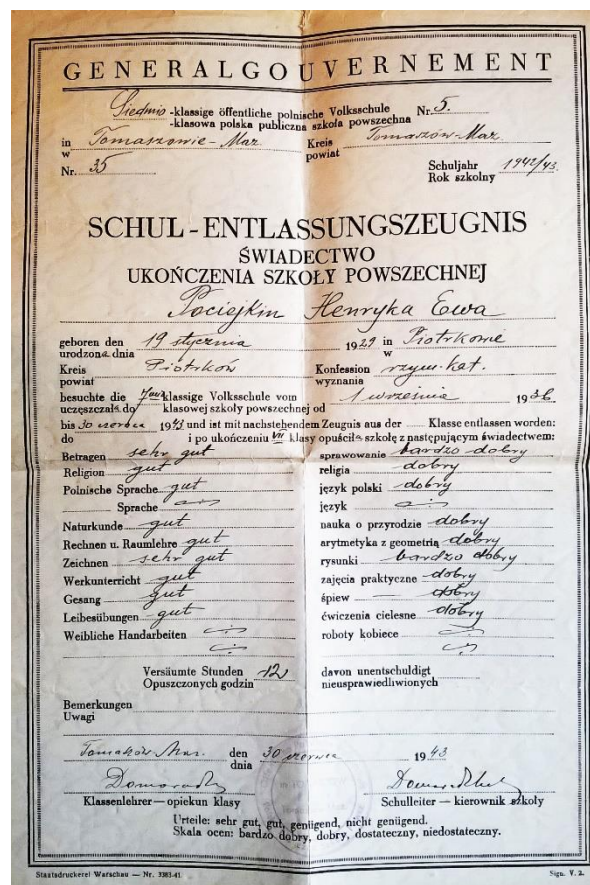 GENERALGOUVERNEMENT
Siedmio-klassige öffentliche polnische Volksschule Nr. 5.
-klasowa polska publiczna szkoła powszechna
in Tomaszowie-Maz. Kreis Tomaszów-Maz
w powiat
Nr. 35 Schuljahr 1942/43.
Rok szkolny
SCHUL-ENTLASSUNGSZEUGNIS
ŚWIADECTWO
UKOŃCZENIA SZKOŁY POWSZECHNEJ
Pociejkin Henryka Ewa
geboren den 19 stycznia 1929 in Piotrkowie
urodzona dnia w
Kreis Piotrków Konfession rzym.-kat.
powiat wyznania
besuchte die 7 klassige Volksschule vom 1 września 1936
uczęszczała do klasowej szkoły powszechnej od
bis 30 czerwca 1943 und ist mit nachstehendem Zeugnis aus der Klasse entlassen worden:
do i po ukończeniu VII klasy opuściła szkołę z następującym świadectwem:
Betragen sehr gut sprawowanie bardzo dobry
Religion gut religia dobry
Polnische Sprache gut język polski dobry
Sprache język
Naturkunde gut nauka o przyrodzie dobry
Rechnen u. Raumlehre gut arytmetyka z geometrią dobry
Zeichnen sehr gut rysunki bardzo dobry
Werkunterricht gut zajęcia praktyczne dobry
Gesang gut śpiew dobry
Leibesübungen gut ćwiczenia cielesne dobry
Weibliche Handarbeiten roboty kobiece
Versäumte Stunden 12 davon unentschuldigt
Opuszczonych godzin nieusprawiedliwionych
Bemerkungen
Uwagi
Tomaszów Maz. den 30 czerwca 1943
dnia
Klassenlehrer — opiekun klasy Schulleiter — kierownik szkoły
Urteile: sehr gut, gut, genügend, nicht genügend.
Skala ocen: bardzo dobry, dobry, dostateczny, niedostateczny.
Staatsdruckerei Warschau — Nr. 3383-41. Sign. V. 2.